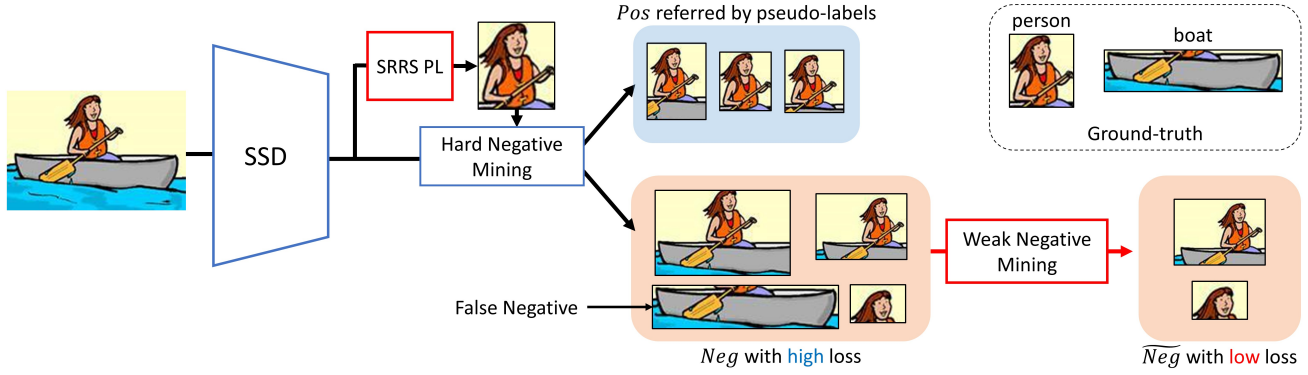 SSD
SRRS PL
Hard Negative
Mining
Pos referred by pseudo-labels
person
boat
Ground-truth
False Negative
Neg with high loss
Weak Negative
Mining
\widetilde{Neg} with low loss